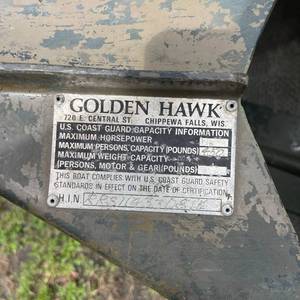 GOLDEN HAWK
720 E. CENTRAL ST. CHIPPEWA FALLS, WIS.
U.S. COAST GUARD CAPACITY INFORMATION
MAXIMUM HORSEPOWER
MAXIMUM PERSONS, CAPACITY (POUNDS)
MAXIMUM WEIGHT CAPACITY
(PERSONS, MOTOR & GEAR) (POUNDS)
THIS BOAT COMPLIES WITH U.S. COAST GUARD SAFETY
STANDARDS IN EFFECT ON THE DATE OF CERTIFICATION
H.I.N